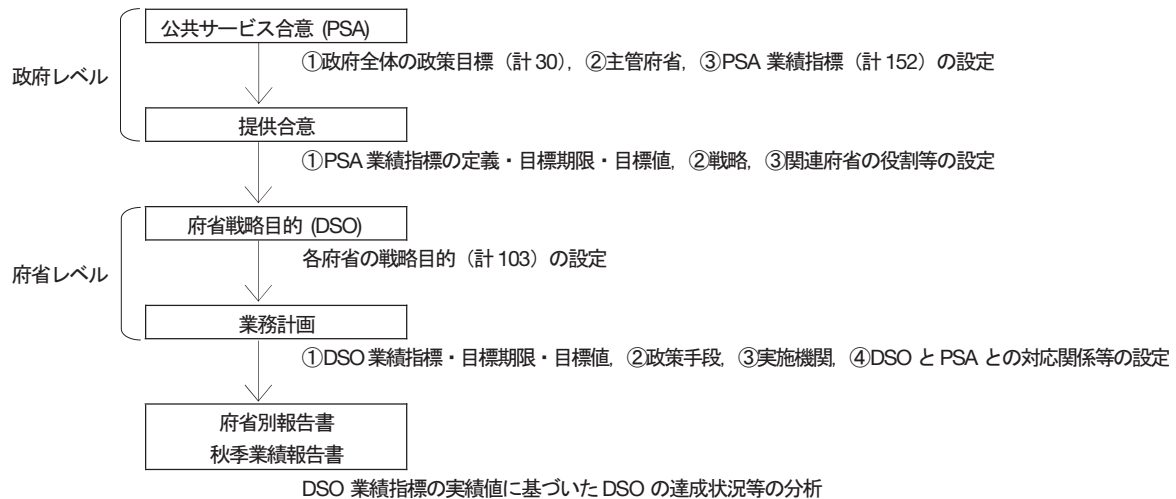 公共サービス合意 (PSA)
①政府全体の政策目標（計30），②主管府省，③PSA 業績指標（計152）の設定
政府レベル
提供合意
①PSA 業績指標の定義・目標期限・目標値，②戦略，③関連府省の役割等の設定
府省戦略目的 (DSO)
各府省の戦略目的（計103）の設定
府省レベル
業務計画
①DSO 業績指標・目標期限・目標値，②政策手段，③実施機関，④DSO と PSA との対応関係等の設定
府省別報告書
秋季業績報告書
DSO 業績指標の実績値に基づいた DSO の達成状況等の分析